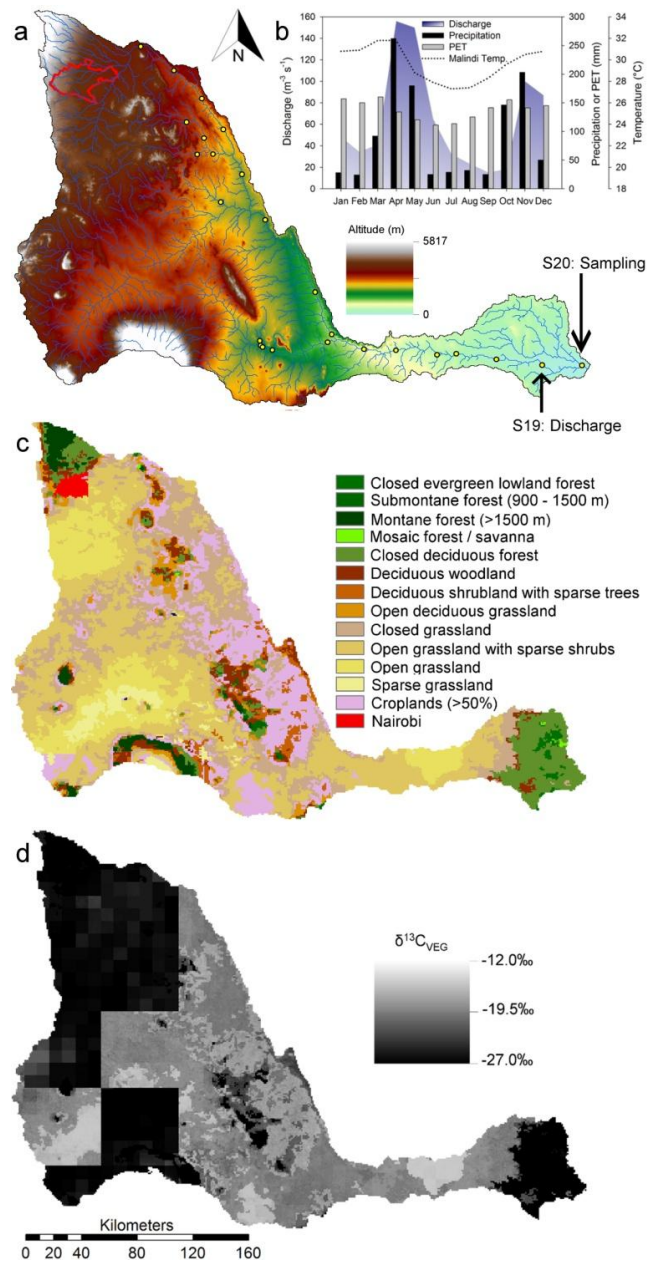 a
N
b
Discharge
Precipitation
PET
Malindi Temp.
160
140
120
100
80
60
40
20
0
Discharge (m³ s⁻¹)
300
250
200
150
100
50
0
Precipitation or PET (mm)
34
32
30
28
26
24
22
20
18
Temperature (°C)
Jan Feb Mar Apr May Jun Jul Aug Sep Oct Nov Dec
Altitude (m)
5817
0
S20: Sampling
S19: Discharge
c
Closed evergreen lowland forest
Submontane forest (900 - 1500 m)
Montane forest (>1500 m)
Mosaic forest / savanna
Closed deciduous forest
Deciduous woodland
Deciduous shrubland with sparse trees
Open deciduous grassland
Closed grassland
Open grassland with sparse shrubs
Open grassland
Sparse grassland
Croplands (>50%)
Nairobi
d
δ¹³CVEG
-12.0‰
-19.5‰
-27.0‰
Kilometers
0 20 40 80 120 160